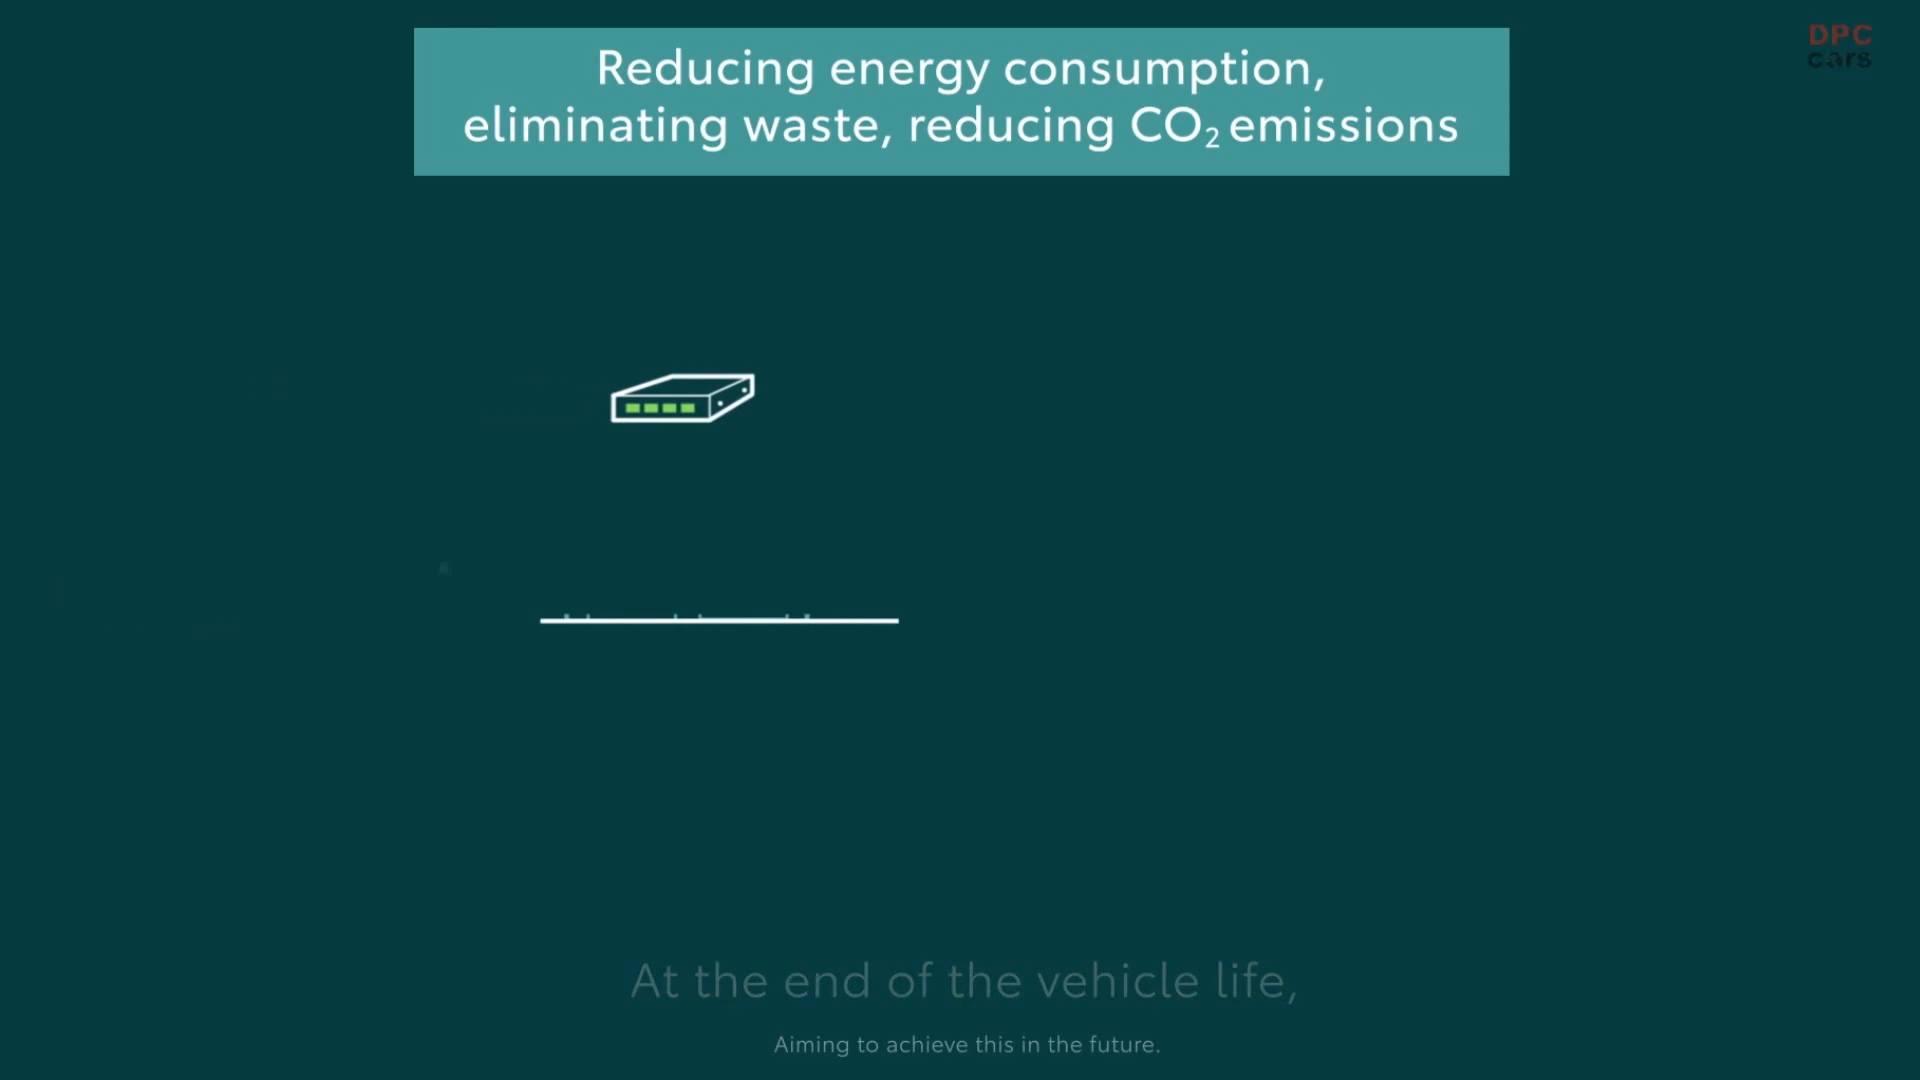 DPC
cars
Reducing energy consumption,
eliminating waste, reducing CO₂ emissions
At the end of the vehicle life,
Aiming to achieve this in the future.